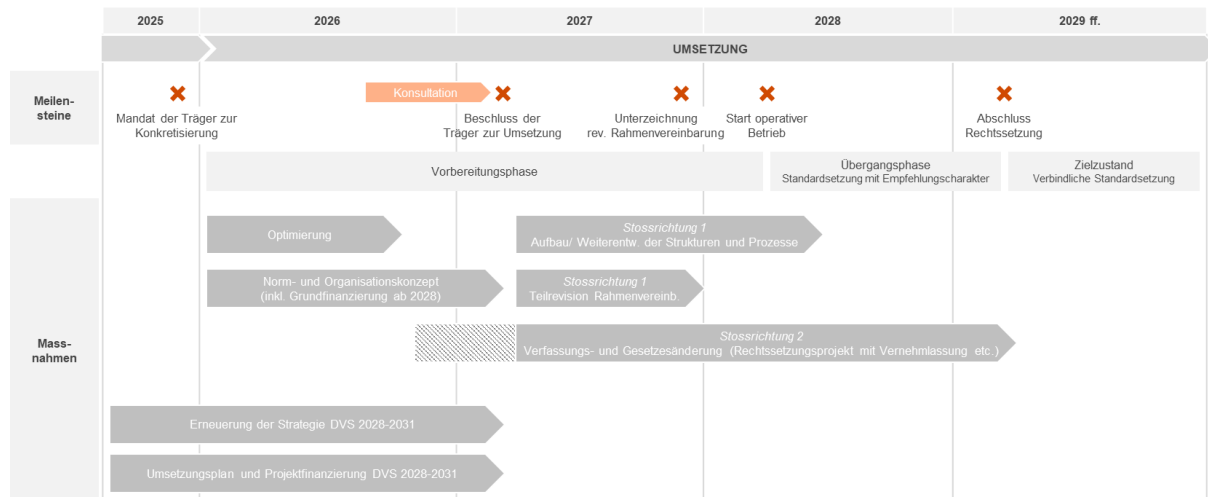 2025
2026
2027
2028
2029 ff.
UMSETZUNG
Meilen-
steine
Konsultation
Mandat der Träger zur
Konkretisierung
Beschluss der
Träger zur Umsetzung
Unterzeichnung
rev. Rahmenvereinbarung
Start operativer
Betrieb
Abschluss
Rechtssetzung
Vorbereitungsphase
Übergangsphase
Standardsetzung mit Empfehlungscharakter
Zielzustand
Verbindliche Standardsetzung
Mass-
nahmen
Optimierung
Stossrichtung 1
Aufbau/ Weiterentw. der Strukturen und Prozesse
Norm- und Organisationskonzept
(inkl. Grundfinanzierung ab 2028)
Stossrichtung 1
Teilrevision Rahmenvereinb.
Stossrichtung 2
Verfassungs- und Gesetzesänderung (Rechtssetzungsprojekt mit Vernehmlassung etc.)
Erneuerung der Strategie DVS 2028-2031
Umsetzungsplan und Projektfinanzierung DVS 2028-2031